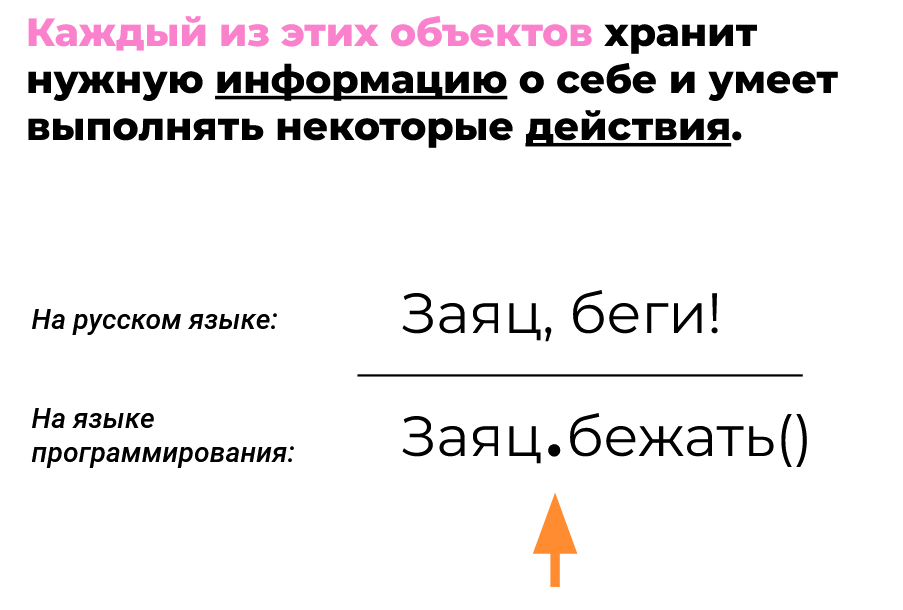 Каждый из этих объектов хранит
нужную информацию о себе и умеет
выполнять некоторые действия.
На русском языке:
Заяц, беги!
На языке
программирования:
Заяц.бежать()